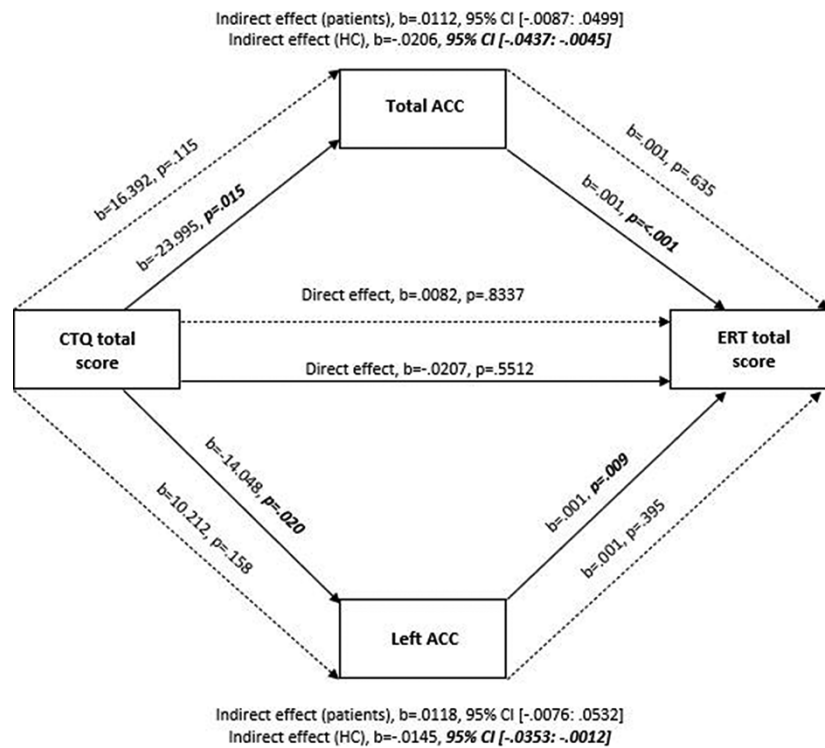 Indirect effect (patients), b=.0112, 95% CI [-.0087: .0499]
Indirect effect (HC), b=-.0206, 95% CI [-.0437: -.0045]
Total ACC
b=16.392, p=.115
b=-23.995, p=.015
b=.001, p=.635
b=.001, p=<.001
Direct effect, b=.0082, p=.8337
CTQ total
score
ERT total
score
Direct effect, b=-.0207, p=.5512
b=-14.048, p=.020
b=10.212, p=.158
b=.001, p=.009
b=.001, p=.395
Left ACC
Indirect effect (patients), b=.0118, 95% CI [-.0076: .0532]
Indirect effect (HC), b=-.0145, 95% CI [-.0353: -.0012]